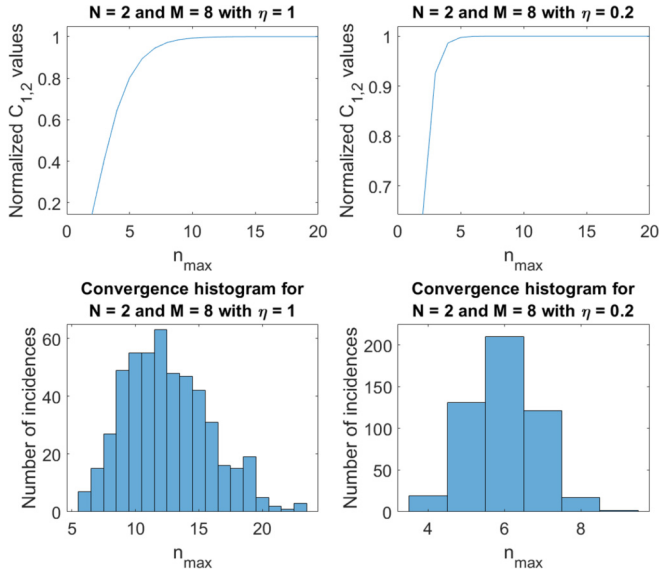 N = 2 and M = 8 with η = 1
Normalized C1,2 values
1
0.8
0.6
0.4
0.2
0 5 10 15 20
nmax
N = 2 and M = 8 with η = 0.2
Normalized C1,2 values
1
0.9
0.8
0.7
0 5 10 15 20
nmax
Convergence histogram for
N = 2 and M = 8 with η = 1
Number of incidences
60
40
20
0
5 10 15 20
nmax
Convergence histogram for
N = 2 and M = 8 with η = 0.2
Number of incidences
200
150
100
50
0
4 6 8
nmax